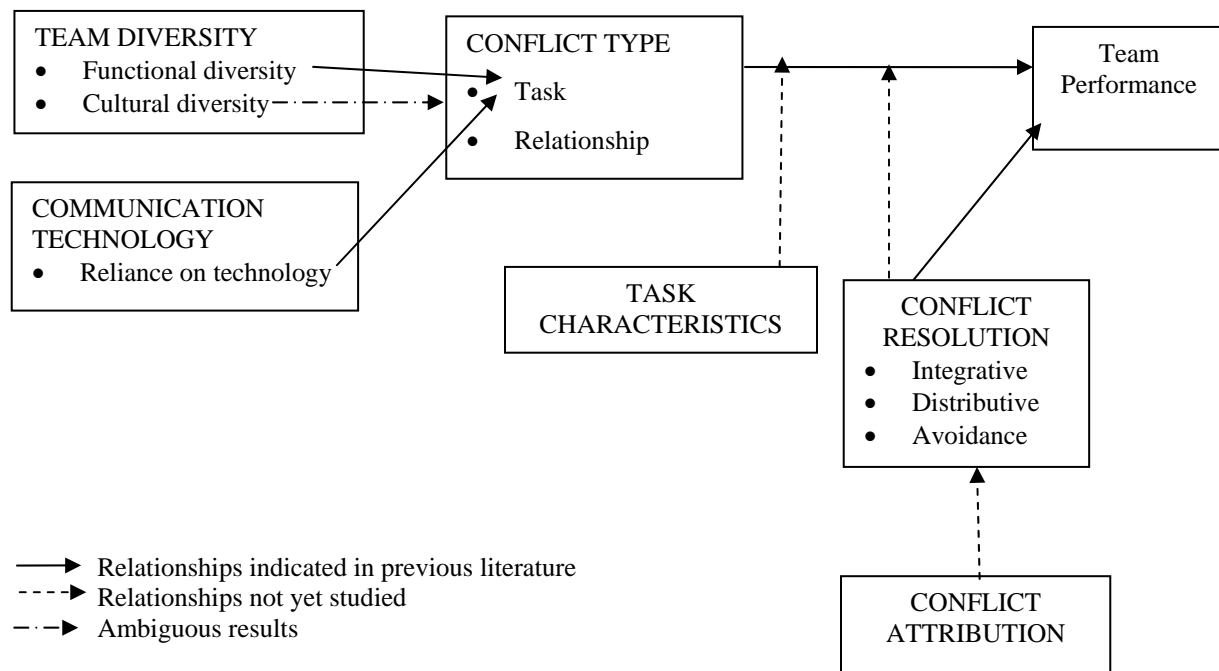 TEAM DIVERSITY
• Functional diversity
• Cultural diversity
CONFLICT TYPE
• Task
• Relationship
Team
Performance
COMMUNICATION
TECHNOLOGY
• Reliance on technology
TASK
CHARACTERISTICS
CONFLICT
RESOLUTION
• Integrative
• Distributive
• Avoidance
Relationships indicated in previous literature
Relationships not yet studied
Ambiguous results
CONFLICT
ATTRIBUTION